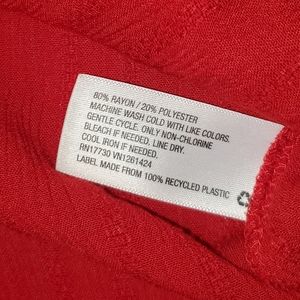 80% RAYON / 20% POLYESTER
MACHINE WASH COLD WITH LIKE COLORS.
GENTLE CYCLE. ONLY NON-CHLORINE
BLEACH IF NEEDED. LINE DRY.
COOL IRON IF NEEDED.
RN17730 VN1261424
LABEL MADE FROM 100% RECYCLED PLASTIC